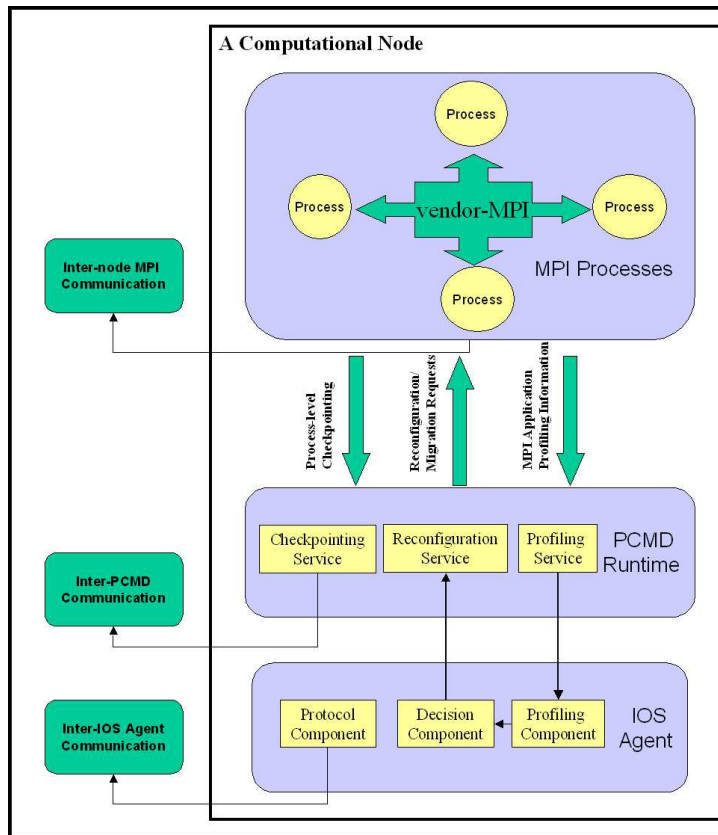 A Computational Node
Process
Process
vendor-MPI
Process
Process
MPI Processes
Inter-node MPI
Communication
Process-level
Checkpointing
Reconfiguration/
Migration Requests
MPI Application
Profiling Information
Checkpointing
Service
Reconfiguration
Service
Profiling
Service
PCMD
Runtime
Inter-PCMD
Communication
Protocol
Component
Decision
Component
Profiling
Component
IOS
Agent
Inter-IOS Agent
Communication